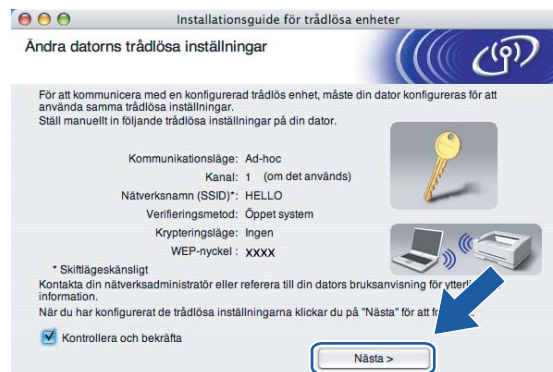 Installationsguide för trådlösa enheter
Ändra datorns trådlösa inställningar
För att kommunicera med en konfigurerad trådlös enhet, måste din dator konfigureras för att
använda samma trådlösa inställningar.
Ställ manuellt in följande trådlösa inställningar på din dator.
Kommunikationsläge: Ad-hoc
Kanal: 1 (om det används)
Nätverksnamn (SSID)*: HELLO
Verifieringsmetod: Öppet system
Krypteringsläge: Ingen
WEP-nyckel : XXXX
* Skiftlägeskänsligt
Kontakta din nätverksadministratör eller referera till din dators bruksanvisning för
information.
När du har konfigurerat de trådlösa inställningarna klickar du på "Nästa" för att
Kontrollera och bekräfta
Nästa >